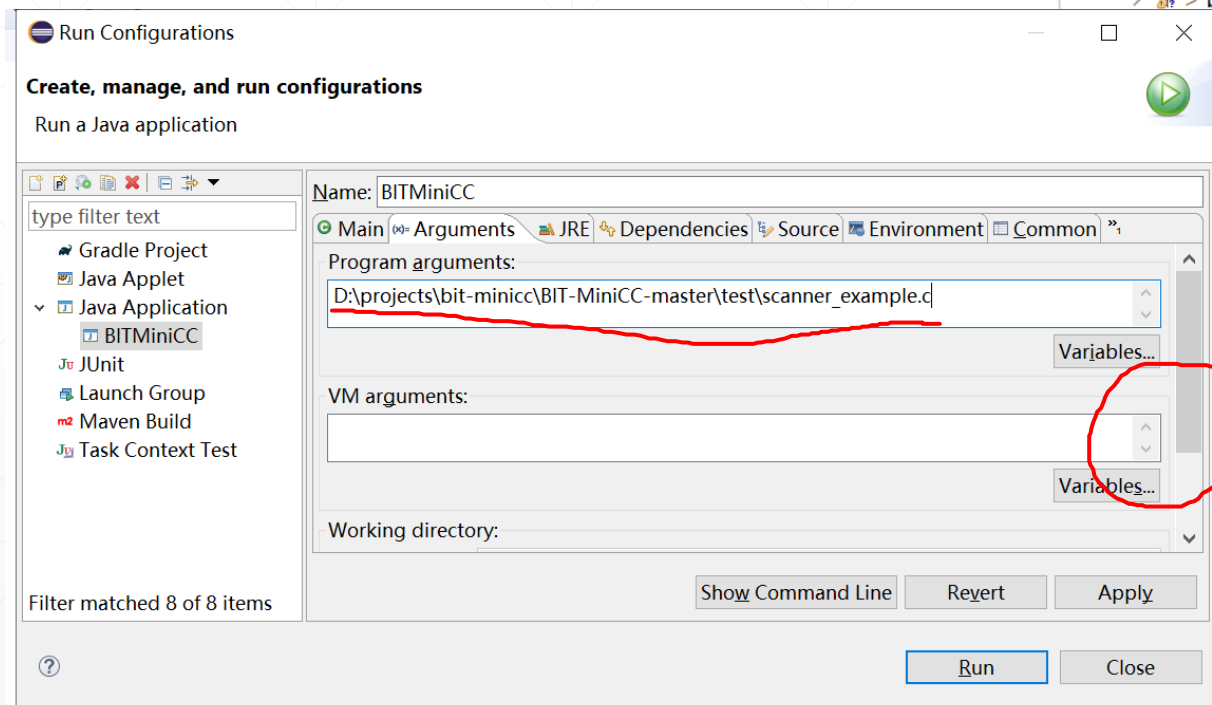 Run Configurations
Create, manage, and run configurations
Run a Java application
type filter text
Gradle Project
Java Applet
Java Application
BITMiniCC
JUnit
Launch Group
Maven Build
Task Context Test
Filter matched 8 of 8 items
Name: BITMiniCC
Main Arguments JRE Dependencies Source Environment Common »1
Program arguments:
D:\projects\bit-minicc\BIT-MiniCC-master\test\scanner_example.c
Variables...
VM arguments:
Variables...
Working directory:
Show Command Line Revert Apply
Run Close